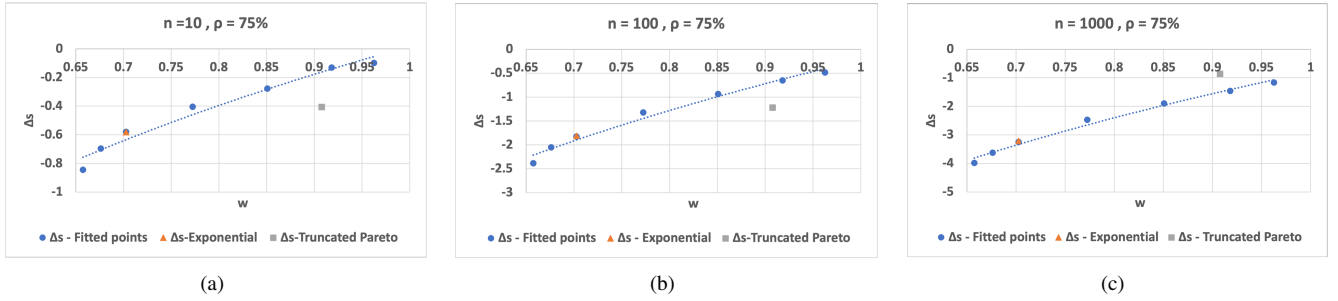 n =10 , ρ = 75%
0
0.65 0.7 0.75 0.8 0.85 0.9 0.95 1
-0.2
-0.4
-0.6
-0.8
-1
Δs
w
Δs - Fitted points Δs-Exponential Δs-Truncated Pareto
(a)
n = 100 , ρ = 75%
0
0.65 0.7 0.75 0.8 0.85 0.9 0.95 1
-0.5
-1
-1.5
-2
-2.5
-3
Δs
w
Δs - Fitted points Δs - Exponential Δs-Truncated Pareto
(b)
n = 1000 , ρ = 75%
0
0.65 0.7 0.75 0.8 0.85 0.9 0.95 1
-1
-2
-3
-4
-5
Δs
w
Δs - Fitted points Δs - Exponential Δs - Truncated Pareto
(c)